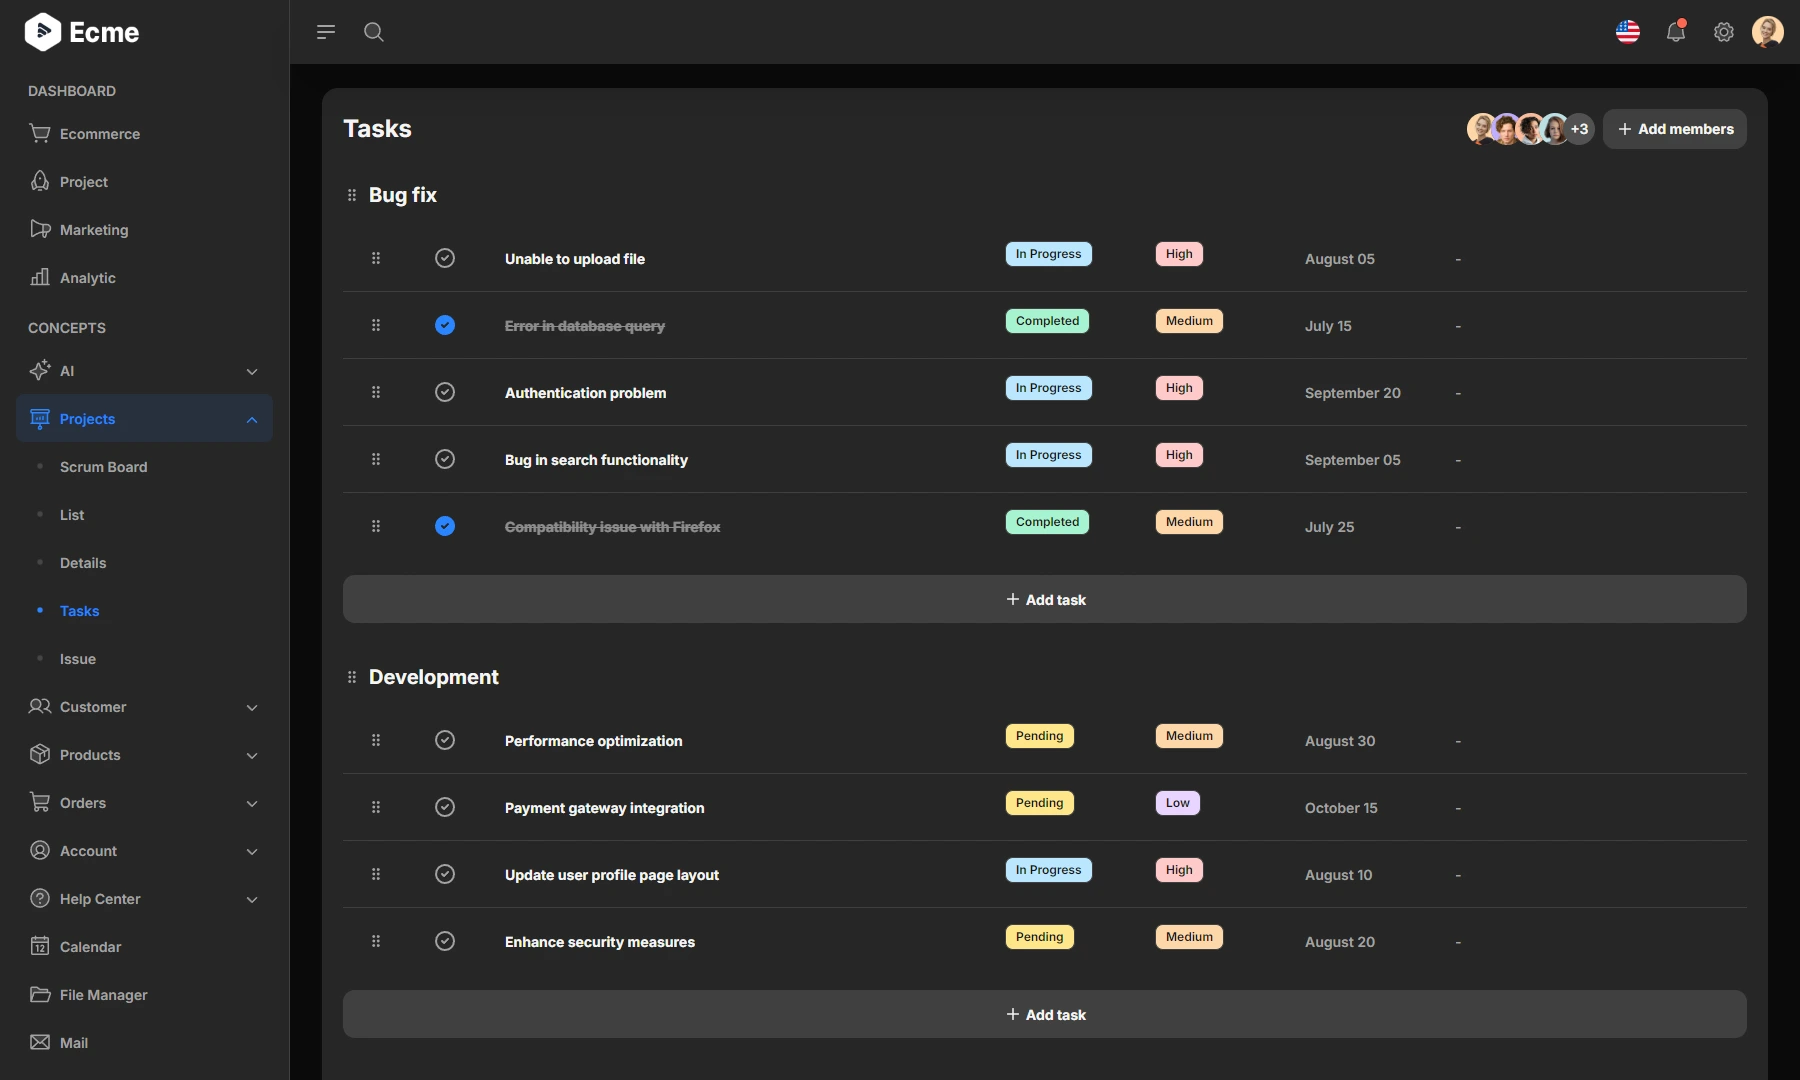 Ecme
DASHBOARD
Ecommerce
Project
Marketing
Analytic
CONCEPTS
AI
Projects
Scrum Board
List
Details
Tasks
Issue
Customer
Products
Orders
Account
Help Center
12
Calendar
File Manager
Mail
Tasks
+3
Add members
Bug fix
Unable to upload file In Progress High August 05 -
Error in database query Completed Medium July 15 -
Authentication problem In Progress High September 20 -
Bug in search functionality In Progress High September 05 -
Compatibility issue with Firefox Completed Medium July 25 -
Add task
Development
Performance optimization Pending Medium August 30 -
Payment gateway integration Pending Low October 15 -
Update user profile page layout In Progress High August 10 -
Enhance security measures Pending Medium August 20 -
Add task